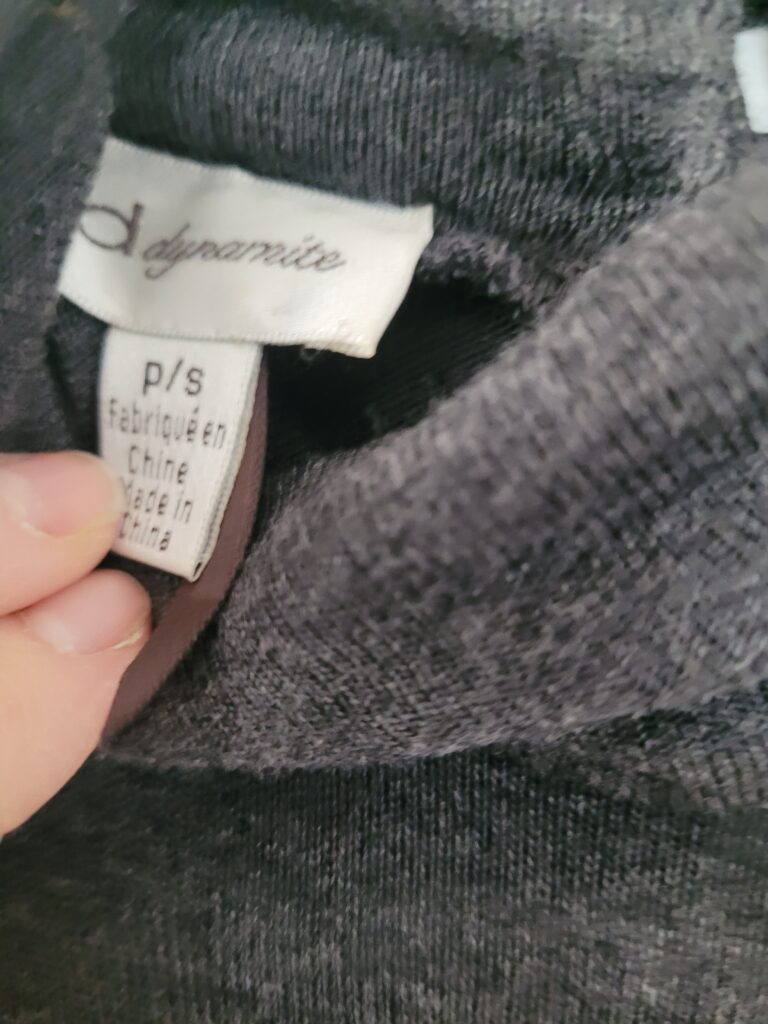 d dynamite
p/s
Fabriqué en
Chine
Made in
China